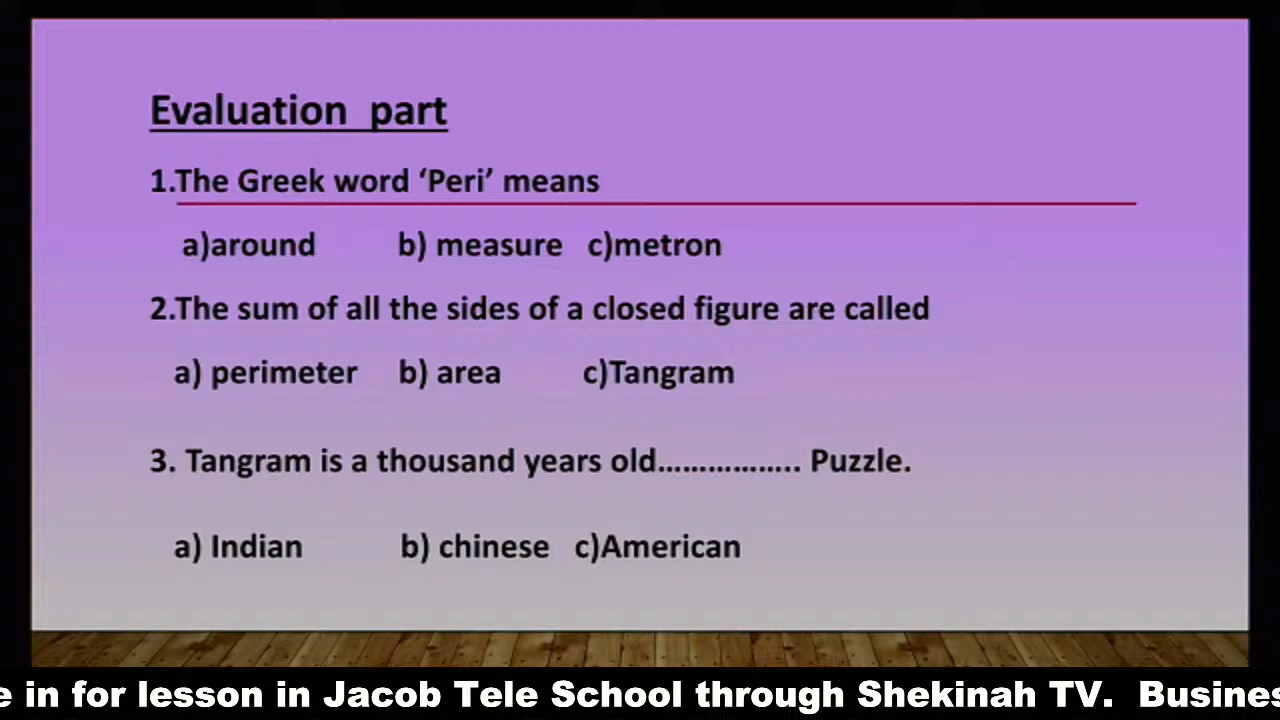 Evaluation part
1.The Greek word ‘Peri’ means
a)around b) measure c)metron
2.The sum of all the sides of a closed figure are called
a) perimeter b) area c)Tangram
3. Tangram is a thousand years old…………….. Puzzle.
a) Indian b) chinese c)American
e in for lesson in Jacob Tele School through Shekinah TV. Busines